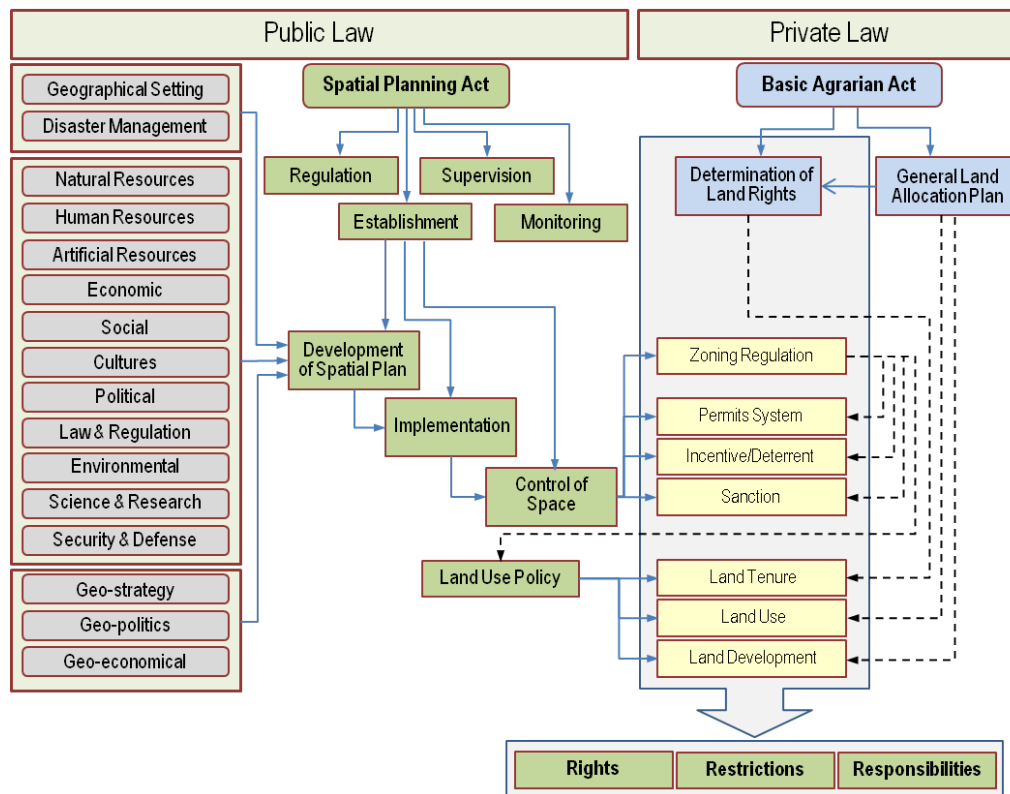 Public Law
Private Law
Geographical Setting
Disaster Management
Natural Resources
Human Resources
Artificial Resources
Economic
Social
Cultures
Political
Law & Regulation
Environmental
Science & Research
Security & Defense
Geo-strategy
Geo-politics
Geo-economical
Spatial Planning Act
Regulation
Supervision
Establishment
Monitoring
Development
of Spatial Plan
Implementation
Control of
Space
Land Use Policy
Basic Agrarian Act
Determination of
Land Rights
General Land
Allocation Plan
Zoning Regulation
Permits System
Incentive/Deterrent
Sanction
Land Tenure
Land Use
Land Development
Rights
Restrictions
Responsibilities